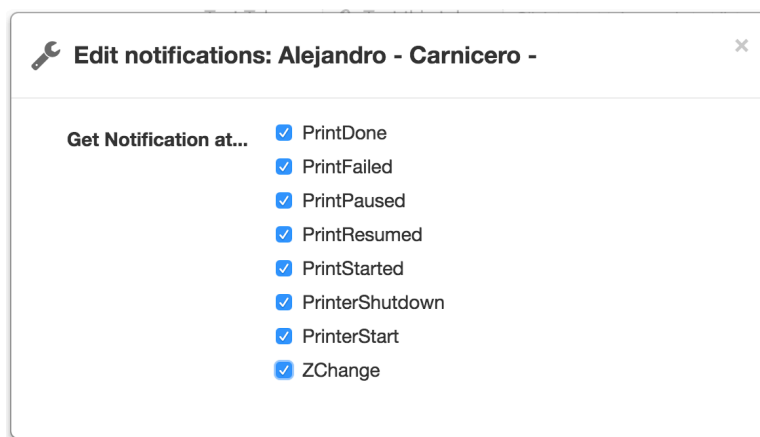 Edit notifications: Alejandro - Carnicero -
×
Get Notification at...
PrintDone
PrintFailed
PrintPaused
PrintResumed
PrintStarted
PrinterShutdown
PrinterStart
ZChange